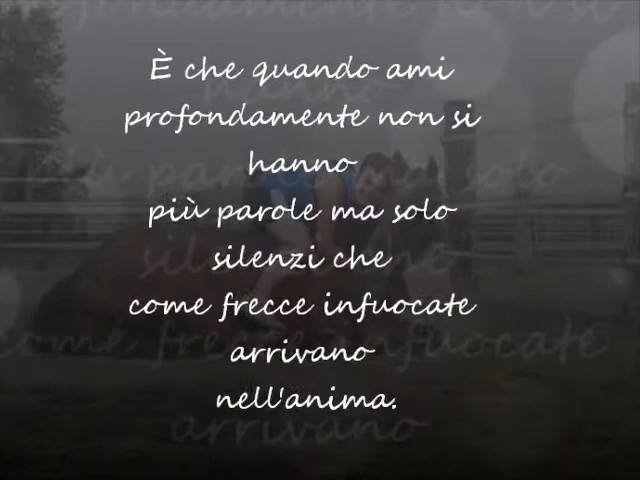 È che quando ami
profondamente non si
hanno
più parole ma solo
silenzi che
come frecce infuocate
arrivano
nell'anima.